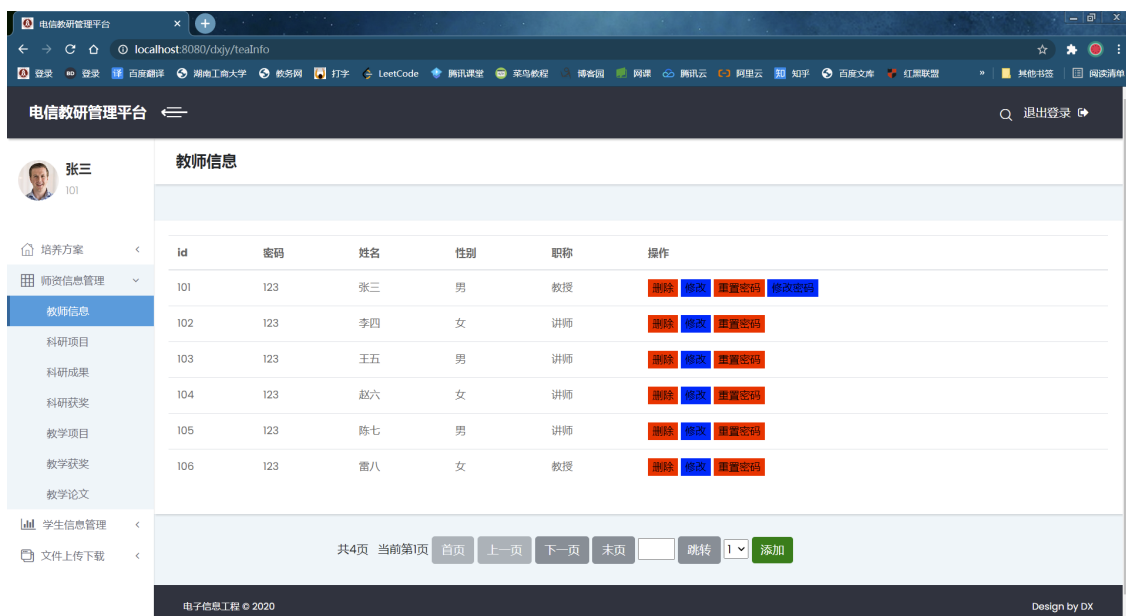 电信教研管理平台
localhost:8080/dxjy/teaInfo
登录 登录 百度翻译 湖南工商大学 教务网 打字 LeetCode 腾讯课堂 菜鸟教程 博客园 网课 腾讯云 阿里云 知乎 百度文库 红黑联盟 » 其他书签 阅读清单
电信教研管理平台 退出登录
张三
101
教师信息
培养方案
师资信息管理
教师信息
科研项目
科研成果
科研获奖
教学项目
教学获奖
教学论文
学生信息管理
文件上传下载
id 密码 姓名 性别 职称 操作
101 123 张三 男 教授 删除 修改 重置密码 修改密码
102 123 李四 女 讲师 删除 修改 重置密码
103 123 王五 男 讲师 删除 修改 重置密码
104 123 赵六 女 讲师 删除 修改 重置密码
105 123 陈七 男 讲师 删除 修改 重置密码
106 123 雷八 女 教授 删除 修改 重置密码
共4页 当前第1页 首页 上一页 下一页 末页 跳转 1 添加
电子信息工程 © 2020 Design by DX